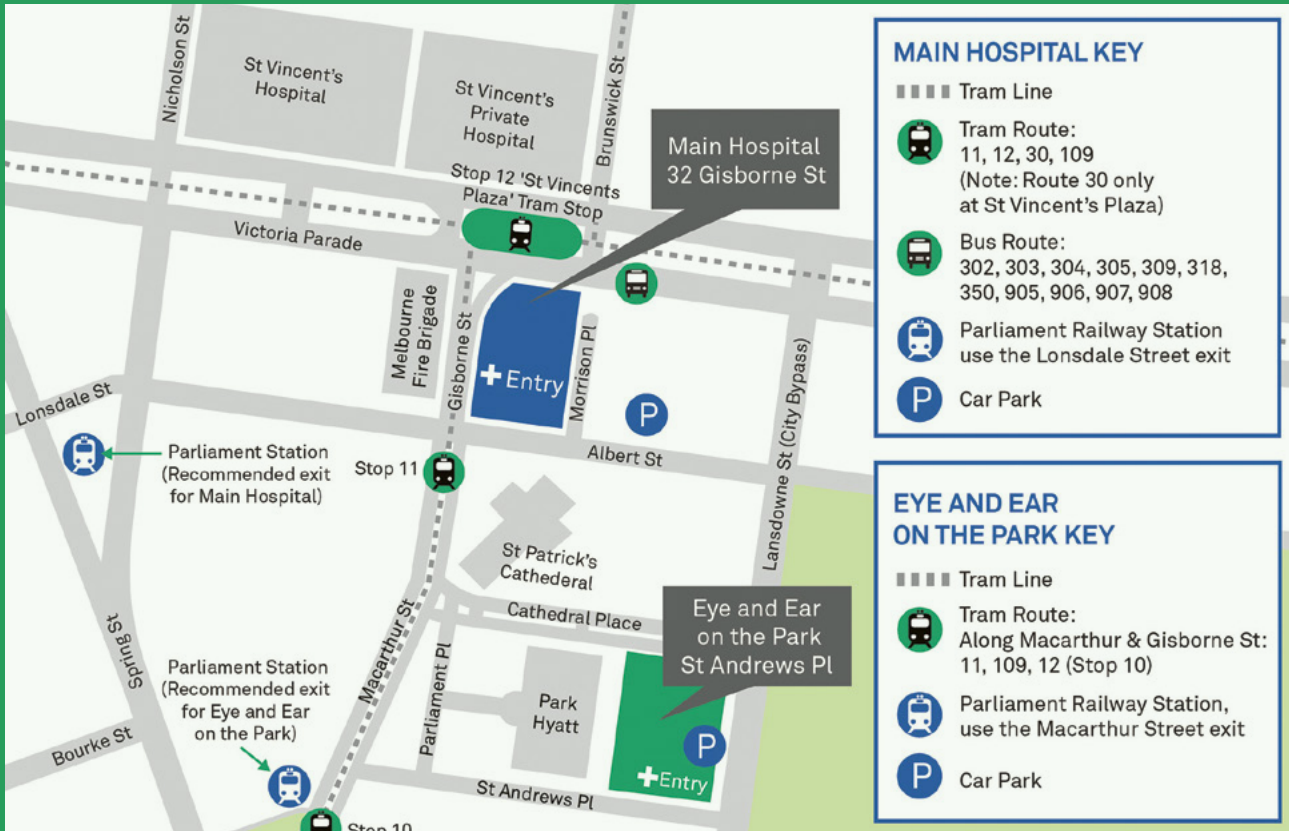 Nicholson St
St Vincent's
Hospital
St Vincent's
Private
Hospital
Brunswick St
Main Hospital
32 Gisborne St
Stop 12 'St Vincents
Plaza' Tram Stop
Victoria Parade
Melbourne
Fire Brigade
Gisborne St
Entry
Morrison Pl
P
Lansdowne St (City Bypass)
Lonsdale St
Albert St
Parliament Station
(Recommended exit
for Main Hospital)
Stop 11
St Patrick's
Cathederal
Cathedral Place
Eye and Ear
on the Park
St Andrews Pl
Spring St
Macarthur St
Parliament Pl
Parliament Station
(Recommended exit
for Eye and Ear
on the Park)
Park
Hyatt
P
Entry
Bourke St
St Andrews Pl
Stop 10
MAIN HOSPITAL KEY
Tram Line
Tram Route:
11, 12, 30, 109
(Note: Route 30 only
at St Vincent's Plaza)
Bus Route:
302, 303, 304, 305, 309, 318,
350, 905, 906, 907, 908
Parliament Railway Station
use the Lonsdale Street exit
P
Car Park
EYE AND EAR
ON THE PARK KEY
Tram Line
Tram Route:
Along Macarthur & Gisborne St:
11, 109, 12 (Stop 10)
Parliament Railway Station,
use the Macarthur Street exit
P
Car Park